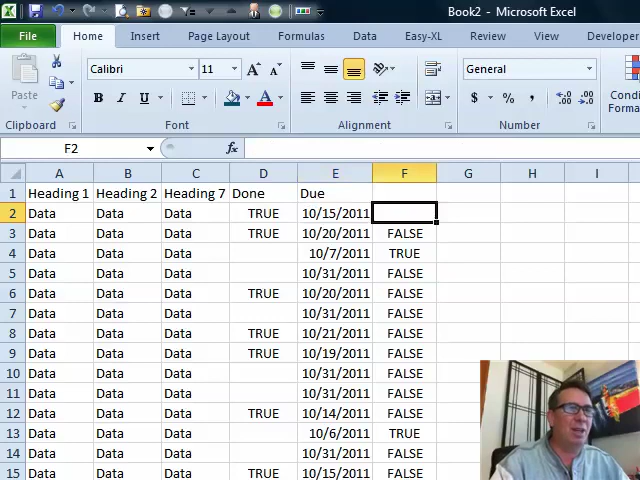 Book2 - Microsoft Excel
File Home Insert Page Layout Formulas Data Easy-XL Review View Developer
Paste
Calibri 11 A A General
B I U A $ % , .00
Clipboard Font Alignment Number
F2 fx
A B C D E F G H I
1 Heading 1 Heading 2 Heading 7 Done Due
2 Data Data Data TRUE 10/15/2011
3 Data Data Data TRUE 10/20/2011 FALSE
4 Data Data Data 10/7/2011 TRUE
5 Data Data Data 10/31/2011 FALSE
6 Data Data Data TRUE 10/20/2011 FALSE
7 Data Data Data 10/31/2011 FALSE
8 Data Data Data TRUE 10/21/2011 FALSE
9 Data Data Data TRUE 10/19/2011 FALSE
10 Data Data Data 10/31/2011 FALSE
11 Data Data Data 10/31/2011 FALSE
12 Data Data Data TRUE 10/14/2011 FALSE
13 Data Data Data 10/6/2011 TRUE
14 Data Data Data 10/31/2011 FALSE
15 Data Data Data TRUE 10/15/2011 FALSE